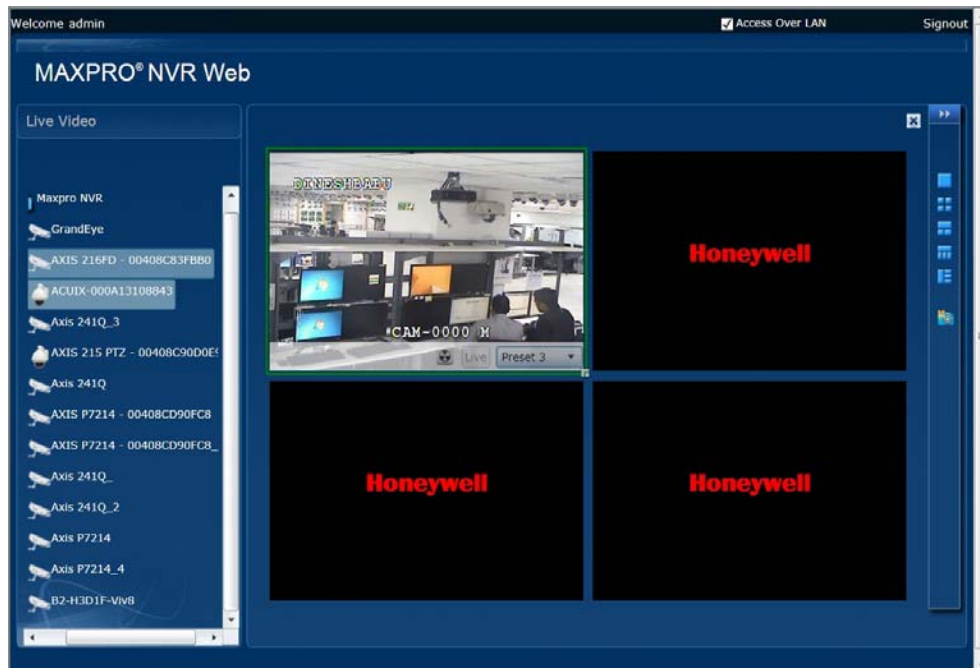 Welcome admin
Access Over LAN
Signout
MAXPRO® NVR Web
Live Video
Maxpro NVR
GrandEye
AXIS 216FD - 00408C83FBB0
ACUIX-000A13108843
Axis 241Q_3
AXIS 215 PTZ - 00408C90D0E9
Axis 241Q
AXIS P7214 - 00408CD90FC8
AXIS P7214 - 00408CD90FC8_
Axis 241Q_
Axis 241Q_2
Axis P7214
Axis P7214_4
B2-H3D1F-Viv8
DINESHBABU
CAM-0000 M
Live
Preset 3
Honeywell
Honeywell
Honeywell